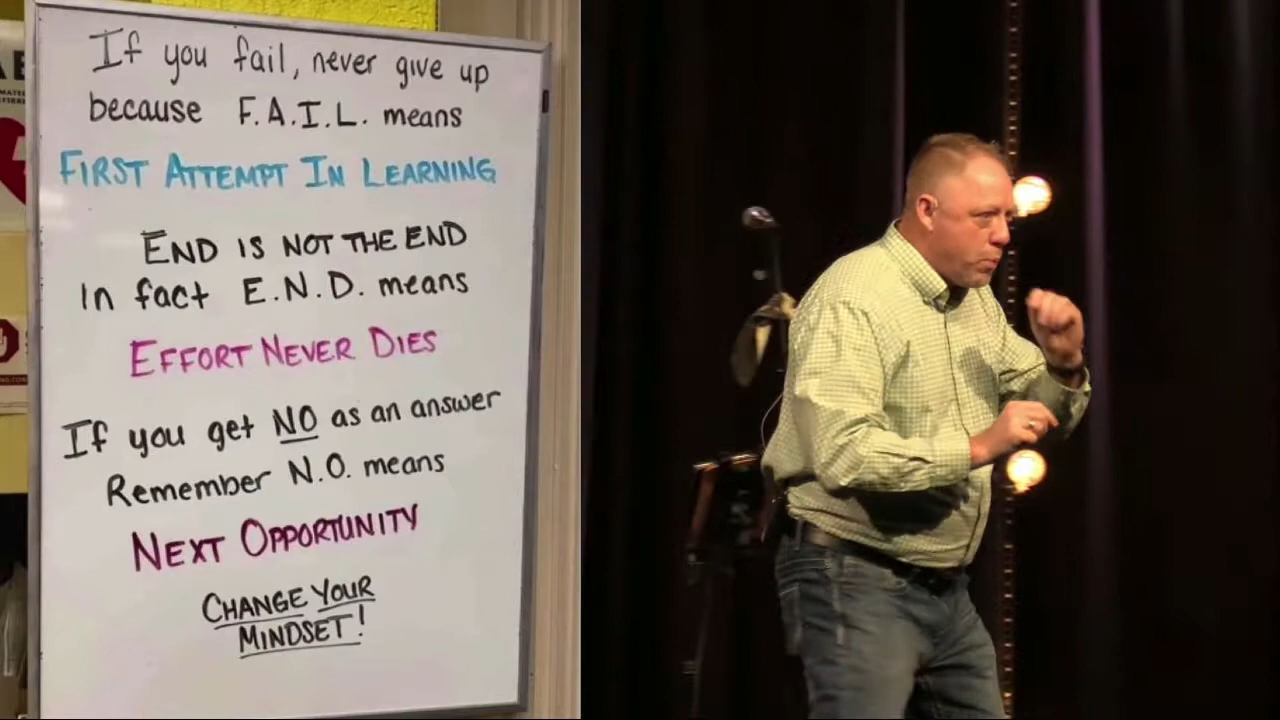 If you fail, never give up
because F.A.I.L. means
FIRST ATTEMPT IN LEARNING
END IS NOT THE END
In fact E.N.D. means
EFFORT NEVER DIES
If you get NO as an answer
Remember N.O. means
NEXT OPPORTUNITY
CHANGE YOUR
MINDSET!